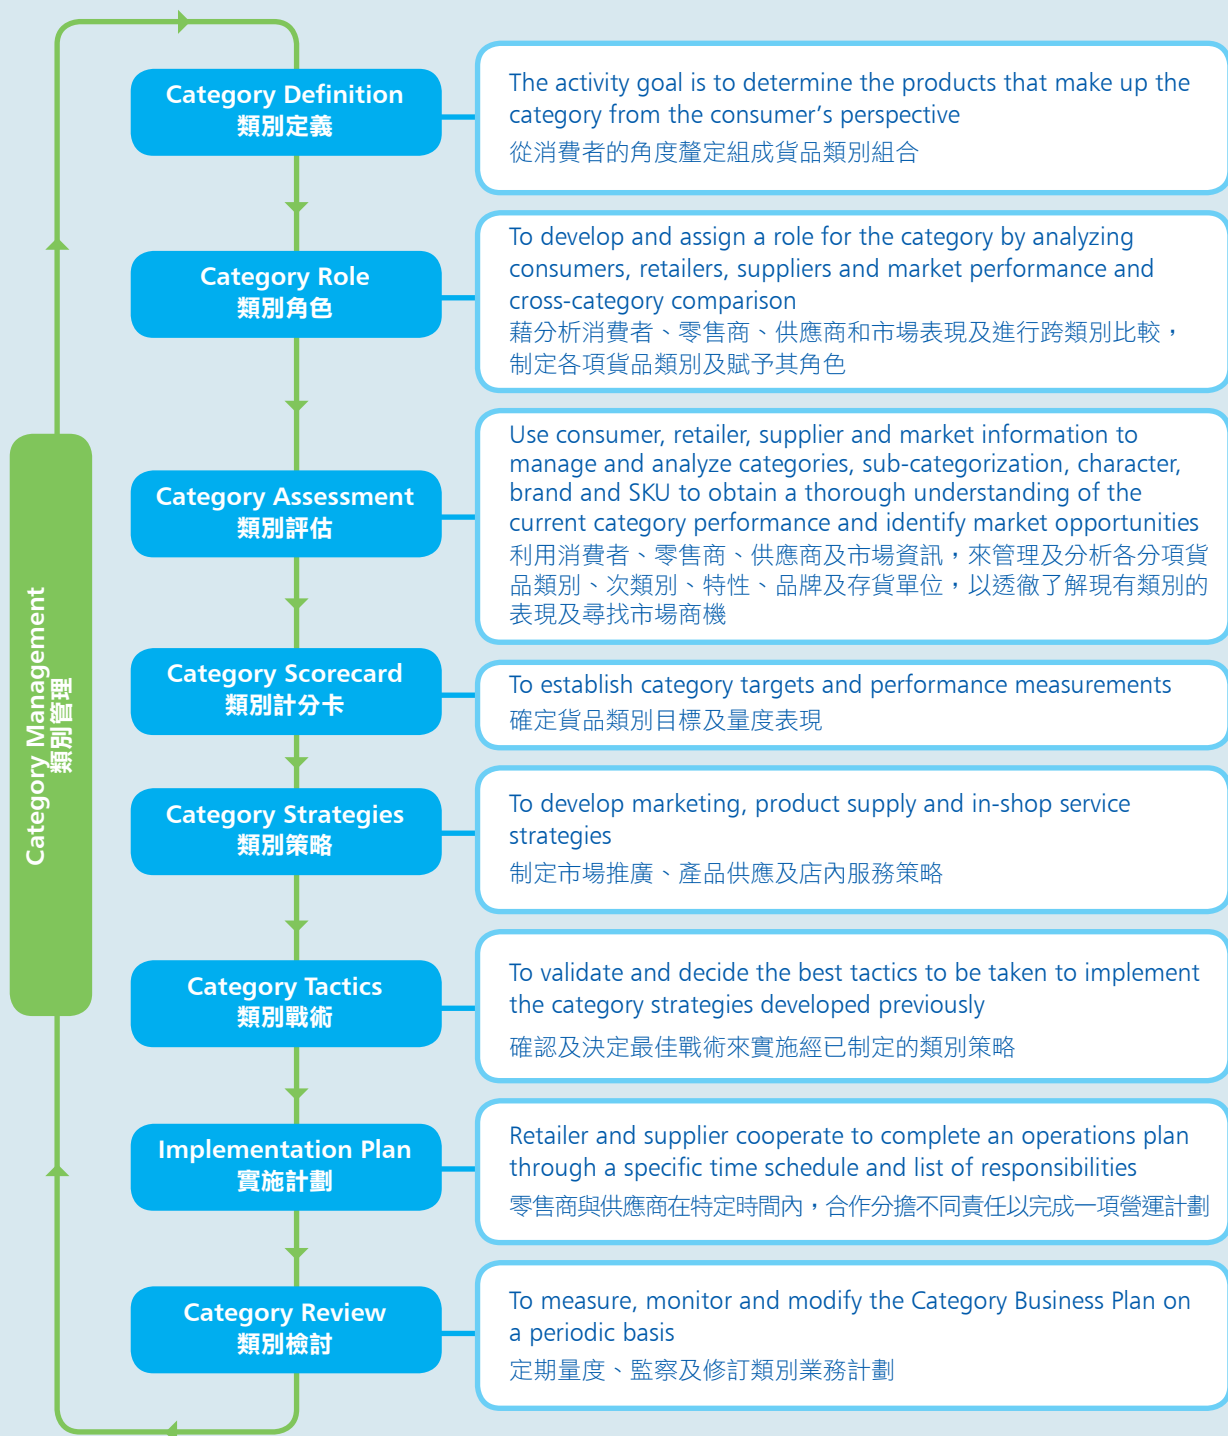 Category Management
類別管理
Category Definition
類別定義
The activity goal is to determine the products that make up the
category from the consumer's perspective
從消費者的角度釐定組成貨品類別組合
Category Role
類別角色
To develop and assign a role for the category by analyzing
consumers, retailers, suppliers and market performance and
cross-category comparison
藉分析消費者、零售商、供應商和市場表現及進行跨類別比較，
制定各項貨品類別及賦予其角色
Category Assessment
類別評估
Use consumer, retailer, supplier and market information to
manage and analyze categories, sub-categorization, character,
brand and SKU to obtain a thorough understanding of the
current category performance and identify market opportunities
利用消費者、零售商、供應商及市場資訊，來管理及分析各分項貨
品類別、次類別、特性、品牌及存貨單位，以透徹了解現有類別的
表現及尋找市場商機
Category Scorecard
類別計分卡
To establish category targets and performance measurements
確定貨品類別目標及量度表現
Category Strategies
類別策略
To develop marketing, product supply and in-shop service
strategies
制定市場推廣、產品供應及店內服務策略
Category Tactics
類別戰術
To validate and decide the best tactics to be taken to implement
the category strategies developed previously
確認及決定最佳戰術來實施經已制定的類別策略
Implementation Plan
實施計劃
Retailer and supplier cooperate to complete an operations plan
through a specific time schedule and list of responsibilities
零售商與供應商在特定時間內，合作分擔不同責任以完成一項營運計劃
Category Review
類別檢討
To measure, monitor and modify the Category Business Plan on
a periodic basis
定期量度、監察及修訂類別業務計劃